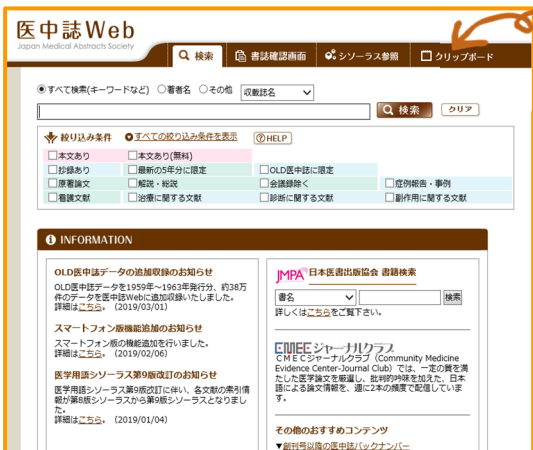 医中誌Web
Japan Medical Abstracts Society
検索
書誌確認画面
シソーラス参照
クリップボード
すべて検索(キーワードなど) 著者名 その他 収載誌名
検索 クリア
絞り込み条件 すべての絞り込み条件を表示 HELP
本文あり 本文あり(無料)
抄録あり 最新の5年分に限定 OLD医中誌に限定
原著論文 解説・総説 会議録除く 症例報告・事例
看護文献 治療に関する文献 診断に関する文献 副作用に関する文献
INFORMATION
OLD医中誌データの追加収録のお知らせ
OLD医中誌データを1959年~1963年発行分、約38万
件のデータを医中誌Webに追加収録いたしました。
詳細はこちら。 (2019/03/01)
スマートフォン版機能追加のお知らせ
スマートフォン版の機能追加を行いました。
詳細はこちら。 (2019/02/06)
医学用語シソーラス第9版改訂のお知らせ
医学用語シソーラス第9版改訂に伴い、各文献の索引情
報が第8版シソーラスから第9版シソーラスとなりまし
た。
詳細はこちら。 (2019/01/04)
JMPA 日本医書出版協会 書籍検索
書名 検索
詳しくはこちらをご覧下さい。
CMECジャーナルクラブ
CMECジャーナルクラブ (Community Medicine
Evidence Center-Journal Club) では、一定の質を満
たした医学論文を厳選し、批判的吟味を加えた、日本
語による論文情報を、週に2本の頻度で配信していま
す。
その他のおすすめコンテンツ
▼創刊号以降の医中誌バックナンバー